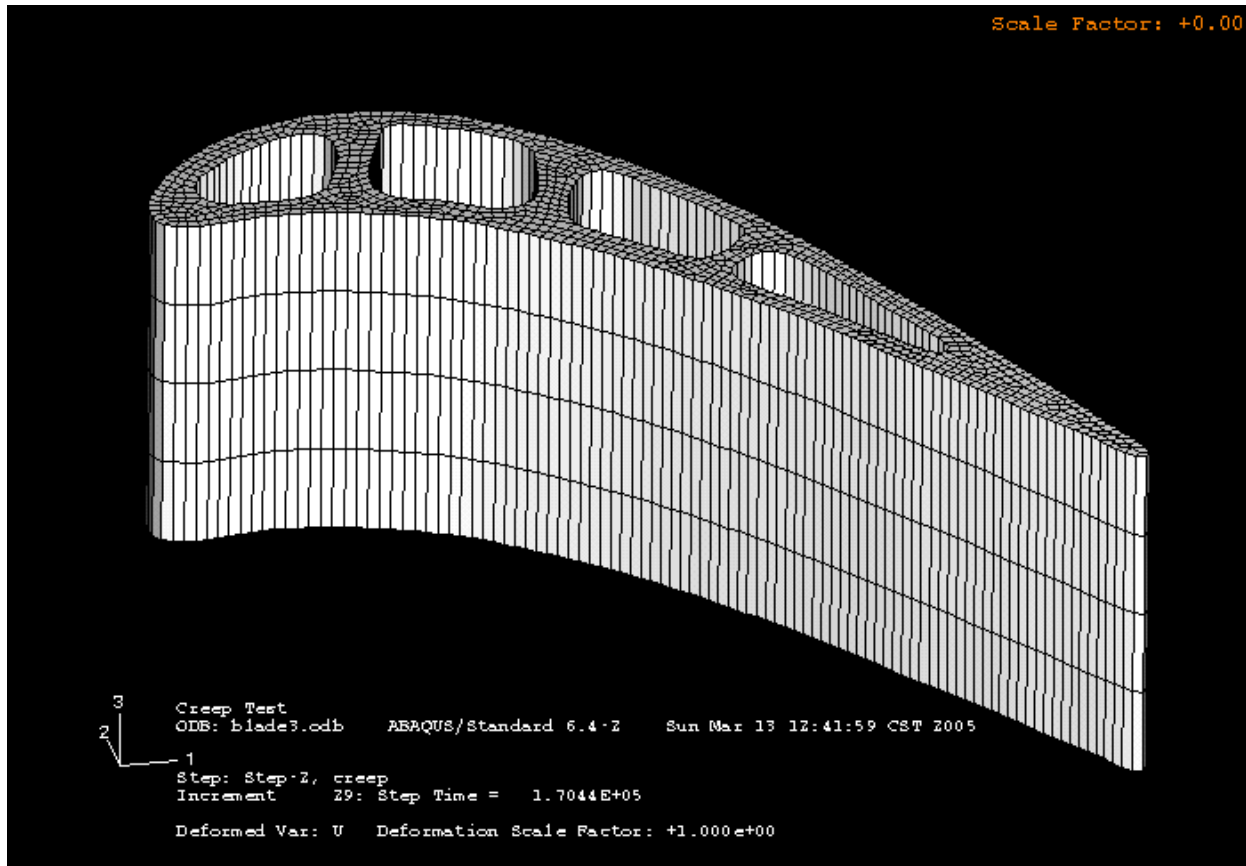 Scale Factor: +0.00
3
2
1
Creep Test
ODB: blade3.odb ABAQUS/Standard 6.4-2 Sun Mar 13 12:41:59 CST 2005
Step: Step-2, creep
Increment 29: Step Time = 1.7044E+05
Deformed Var: U Deformation Scale Factor: +1.000e+00